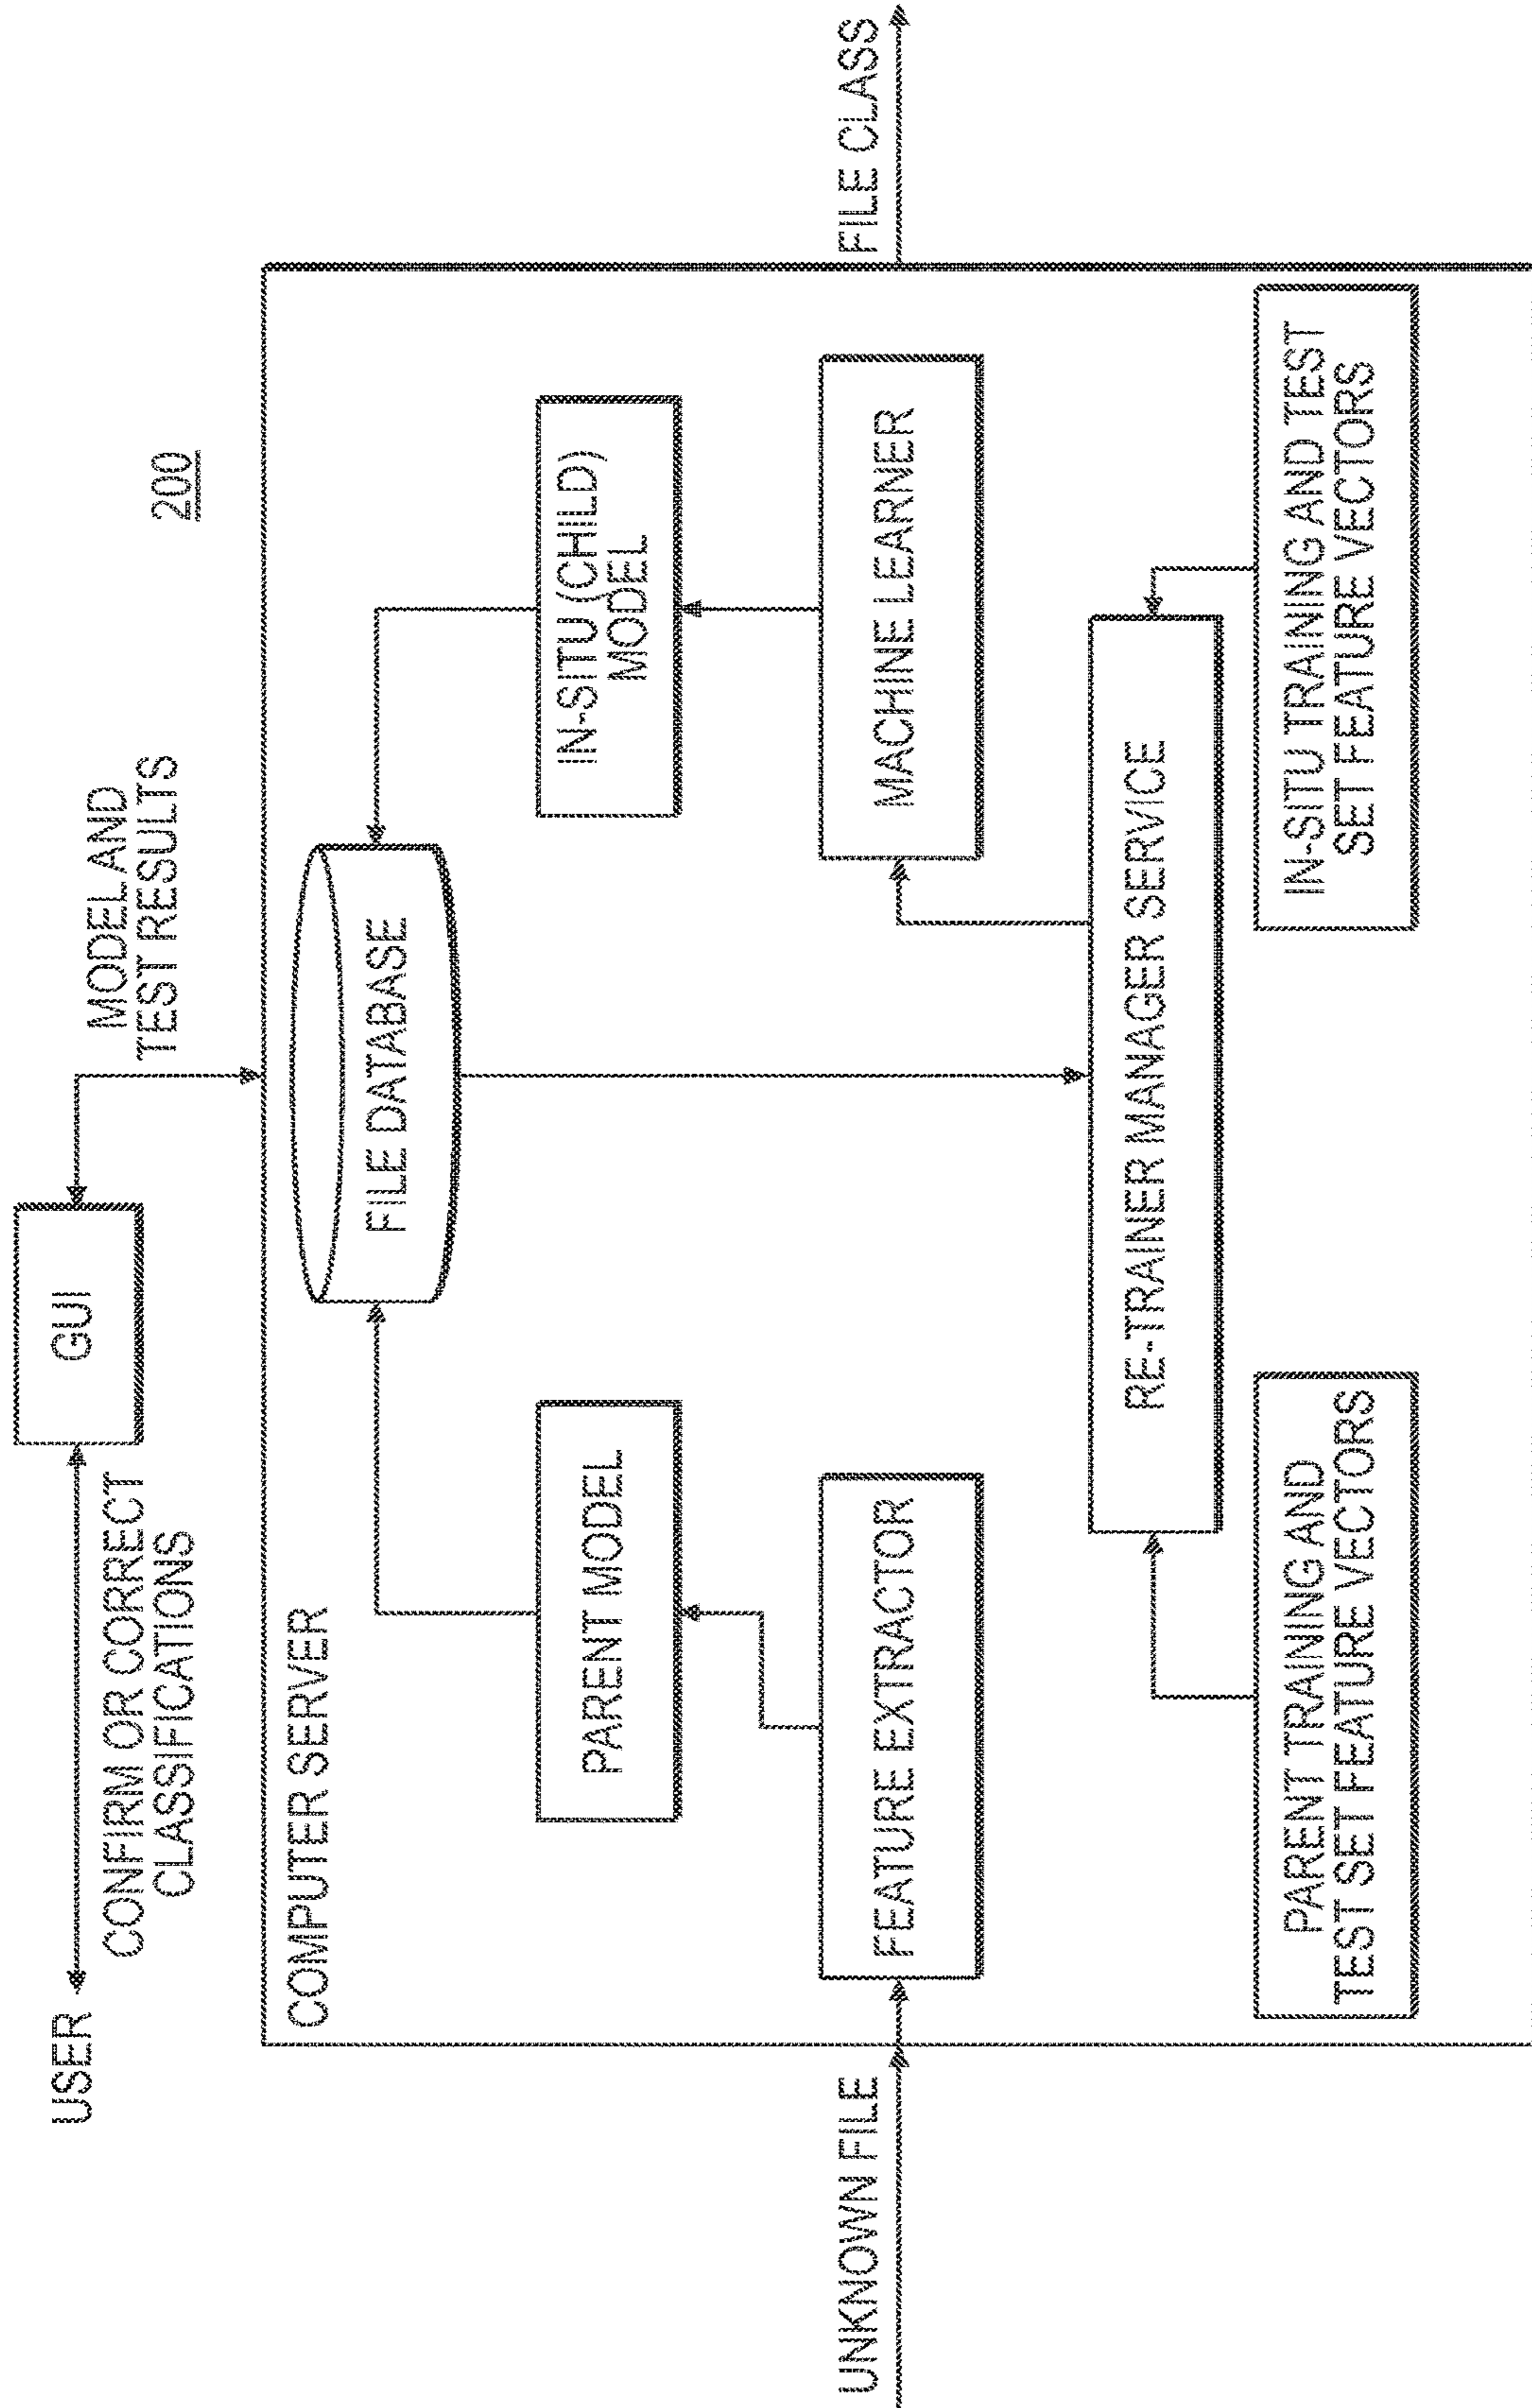 200
USER
GUI
CONFIRM OR CORRECT
CLASSIFICATIONS
MODEL AND
TEST RESULTS
COMPUTER SERVER
FILE DATABASE
PARENT MODEL
IN-SITU (CHILD)
MODEL
UNKNOWN FILE
FEATURE EXTRACTOR
MACHINE LEARNER
FILE CLASS
RE-TRAINER MANAGER SERVICE
PARENT TRAINING AND
TEST SET FEATURE VECTORS
IN-SITU TRAINING AND TEST
SET FEATURE VECTORS